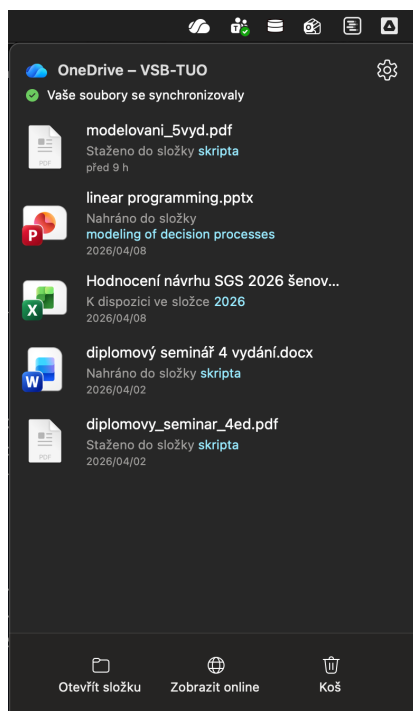 OneDrive – VSB-TUO
Vaše soubory se synchronizovaly
modelovani_5vyd.pdf
Staženo do složky skripta
před 9 h
PDF
linear programming.pptx
Nahráno do složky
modeling of decision processes
2026/04/08
P
Hodnocení návrhu SGS 2026 šenov...
K dispozici ve složce 2026
2026/04/08
X
diplomový seminář 4 vydání.docx
Nahráno do složky skripta
2026/04/02
W
diplomovy_seminar_4ed.pdf
Staženo do složky skripta
2026/04/02
PDF
Otevřít složku
Zobrazit online
Koš